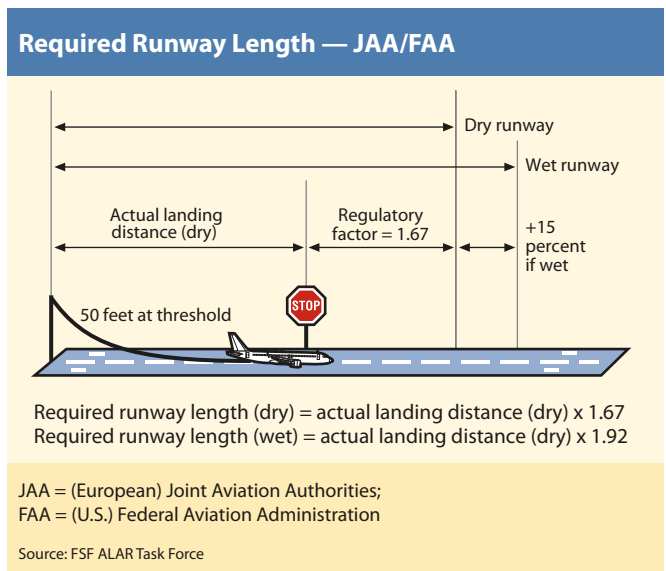 Required Runway Length — JAA/FAA
Dry runway
Wet runway
Actual landing
distance (dry)
Regulatory
factor = 1.67
+15
percent
if wet
50 feet at threshold
STOP
Required runway length (dry) = actual landing distance (dry) x 1.67
Required runway length (wet) = actual landing distance (dry) x 1.92
JAA = (European) Joint Aviation Authorities;
FAA = (U.S.) Federal Aviation Administration
Source: FSF ALAR Task Force